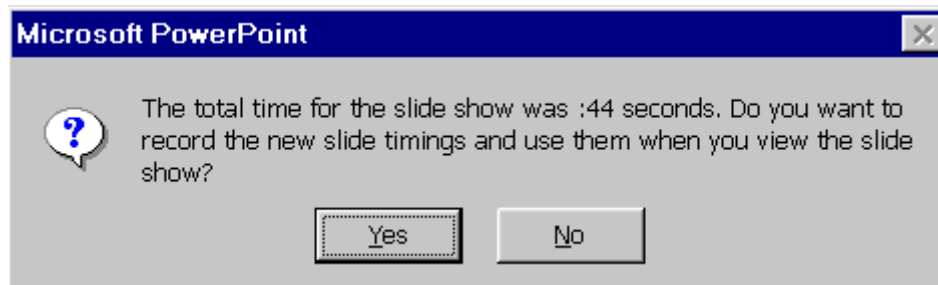 Microsoft PowerPoint
The total time for the slide show was :44 seconds. Do you want to
record the new slide timings and use them when you view the slide
show?
Yes
No